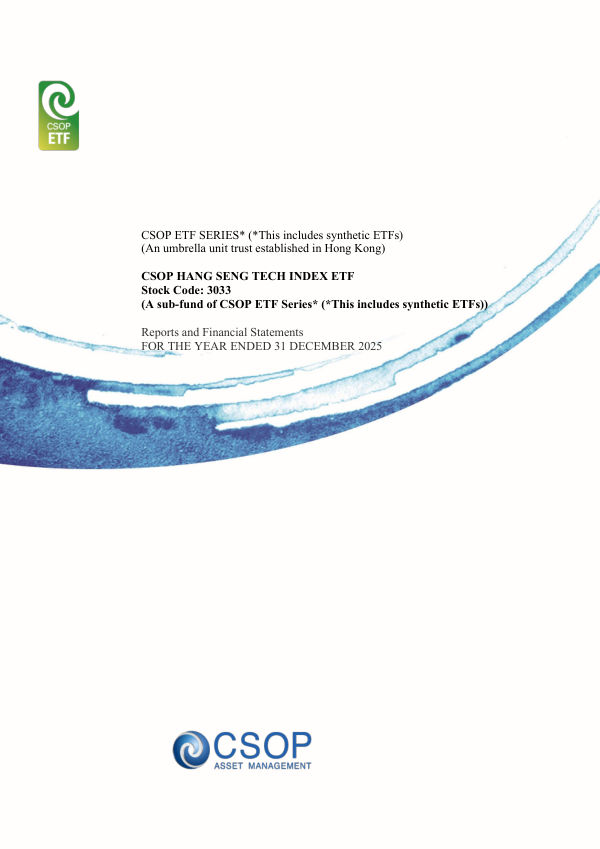 CSOP
ETF
CSOP ETF SERIES* (*This includes synthetic ETFs)
(An umbrella unit trust established in Hong Kong)
CSOP HANG SENG TECH INDEX ETF
Stock Code: 3033
(A sub-fund of CSOP ETF Series* (*This includes synthetic ETFs))
Reports and Financial Statements
FOR THE YEAR ENDED 31 DECEMBER 2025
CSOP
ASSET MANAGEMENT